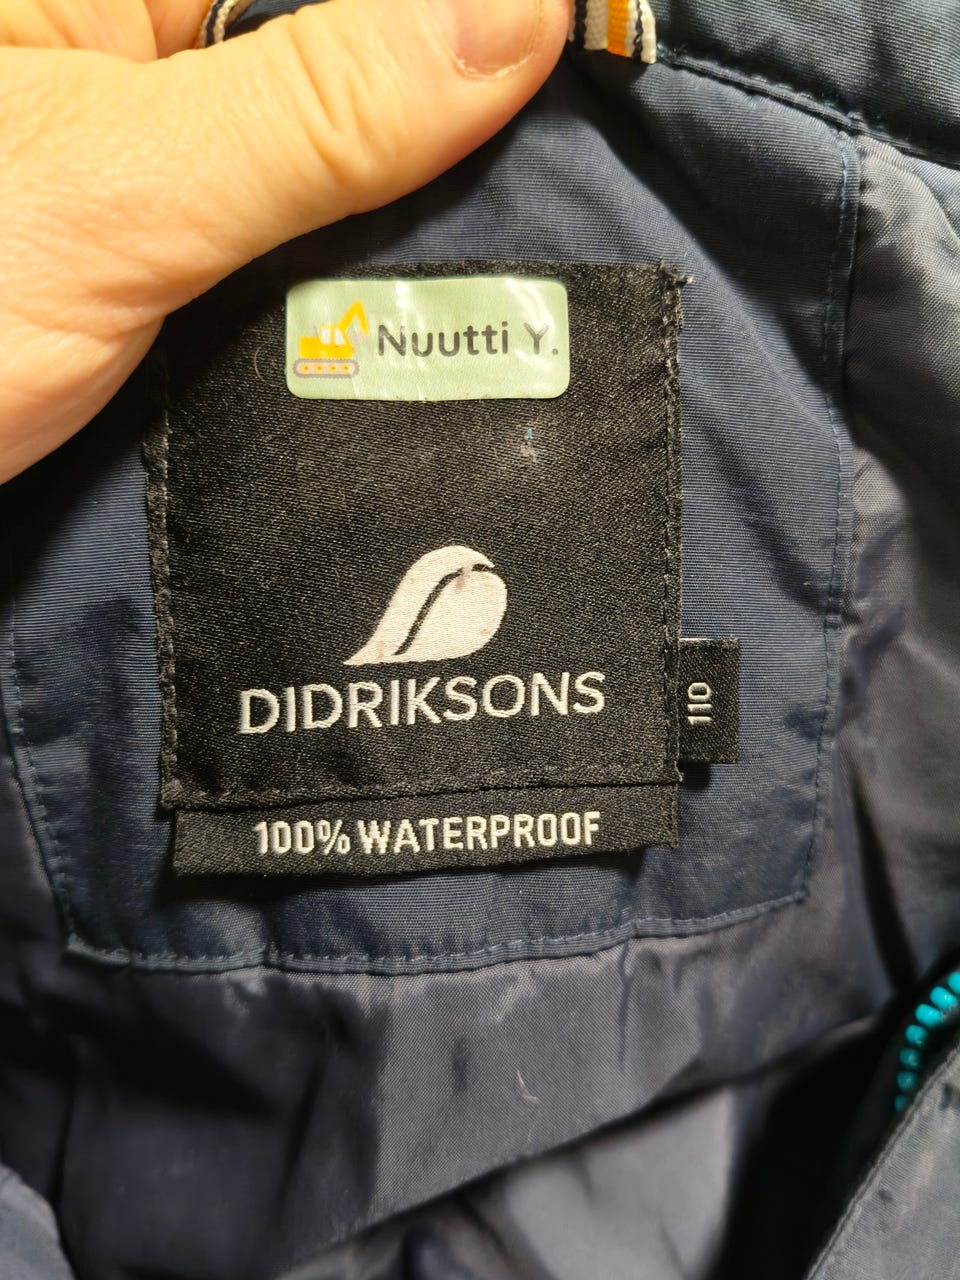 Nuutti Y.
DIDRIKSONS
110
100% WATERPROOF